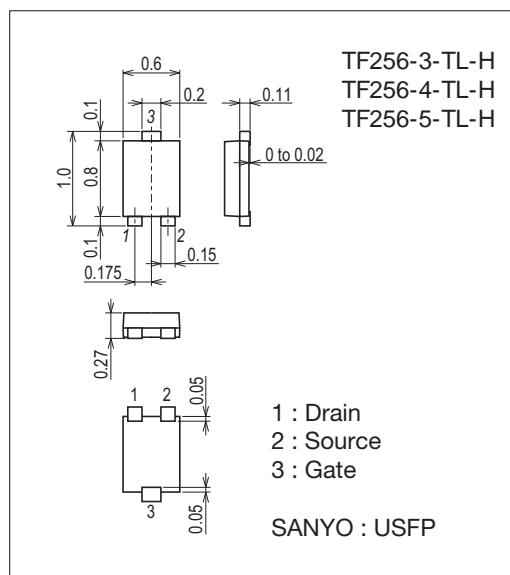 TF256-3-TL-H
TF256-4-TL-H
TF256-5-TL-H
0.6
0.2
3
0.11
0.1
0 to 0.02
1.0
0.8
0.1
1
2
0.15
0.175
0.27
1
2
0.05
3
0.05
1 : Drain
2 : Source
3 : Gate
SANYO : USFP